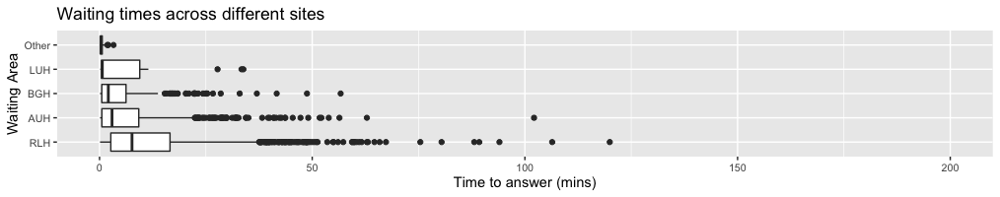 Waiting times across different sites
Waiting Area
Other
LUH
BGH
AUH
RLH
0
50
100
150
200
Time to answer (mins)